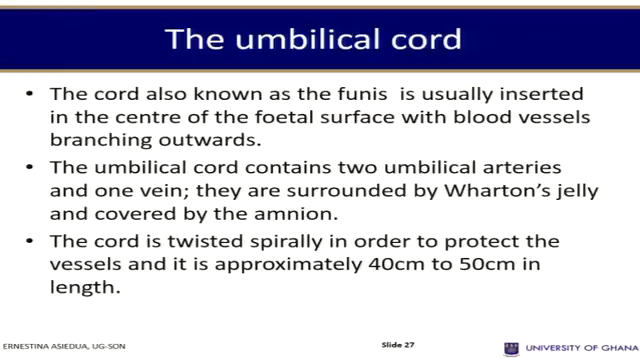 The umbilical cord
• The cord also known as the funis is usually inserted
in the centre of the foetal surface with blood vessels
branching outwards.
• The umbilical cord contains two umbilical arteries
and one vein; they are surrounded by Wharton's jelly
and covered by the amnion.
• The cord is twisted spirally in order to protect the
vessels and it is approximately 40cm to 50cm in
length.
ERNESTINA ASIEDUA, UG-SON
Slide 27
UNIVERSITY OF GHANA